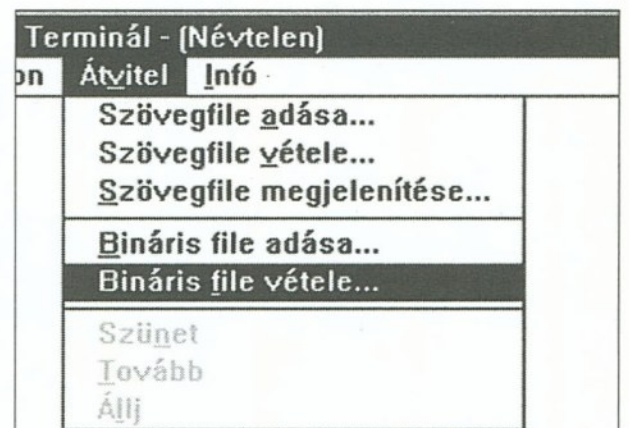 Terminál - (Névtelen)
on Átvitel Infó
Szövegfile adása...
Szövegfile vétele...
Szövegfile megjelenítése...
Bináris file adása...
Bináris file vétele...
Szünet
Tovább
Állj